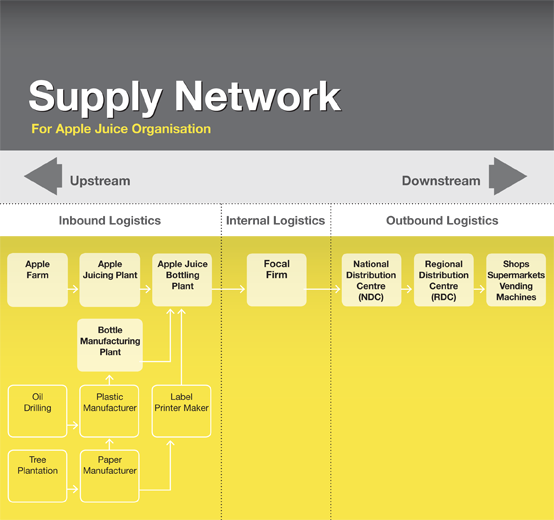 Supply Network
For Apple Juice Organisation
Upstream
Downstream
Inbound Logistics
Internal Logistics
Outbound Logistics
Apple
Farm
Apple
Juicing Plant
Apple Juice
Bottling
Plant
Focal
Firm
National
Distribution
Centre
(NDC)
Regional
Distribution
Centre
(RDC)
Shops
Supermarkets
Vending
Machines
Bottle
Manufacturing
Plant
Oil
Drilling
Plastic
Manufacturer
Label
Printer Maker
Tree
Plantation
Paper
Manufacturer